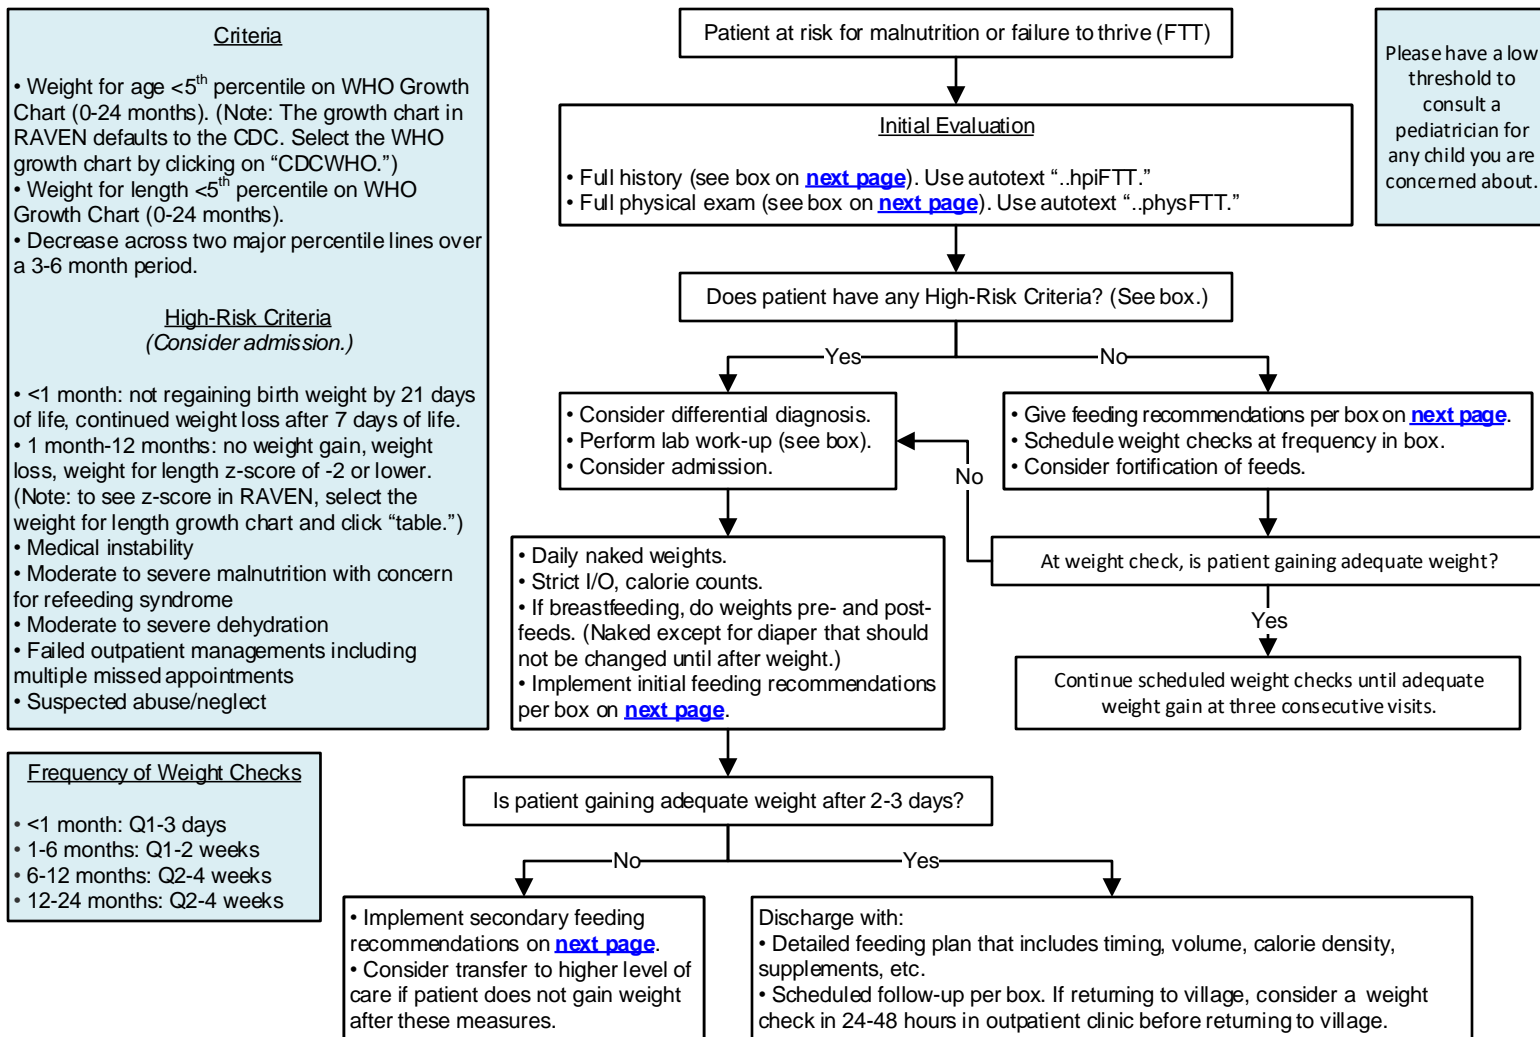 Criteria
• Weight for age <5th percentile on WHO Growth
Chart (0-24 months). (Note: The growth chart in
RAVEN defaults to the CDC. Select the WHO
growth chart by clicking on “CDCWHO.”)
• Weight for length <5th percentile on WHO
Growth Chart (0-24 months).
• Decrease across two major percentile lines over
a 3-6 month period.
High-Risk Criteria
(Consider admission.)
• <1 month: not regaining birth weight by 21 days
of life, continued weight loss after 7 days of life.
• 1 month-12 months: no weight gain, weight
loss, weight for length z-score of -2 or lower.
(Note: to see z-score in RAVEN, select the
weight for length growth chart and click “table.”)
• Medical instability
• Moderate to severe malnutrition with concern
for refeeding syndrome
• Moderate to severe dehydration
• Failed outpatient managements including
multiple missed appointments
• Suspected abuse/neglect
Frequency of Weight Checks
• <1 month: Q1-3 days
• 1-6 months: Q1-2 weeks
• 6-12 months: Q2-4 weeks
• 12-24 months: Q2-4 weeks
Patient at risk for malnutrition or failure to thrive (FTT)
Initial Evaluation
• Full history (see box on next page). Use autotext “..hpiFTT.”
• Full physical exam (see box on next page). Use autotext “..physFTT.”
Please have a low
threshold to
consult a
pediatrician for
any child you are
concerned about.
Does patient have any High-Risk Criteria? (See box.)
Yes
No
• Consider differential diagnosis.
• Perform lab work-up (see box).
• Consider admission.
• Give feeding recommendations per box on next page.
• Schedule weight checks at frequency in box.
• Consider fortification of feeds.
No
At weight check, is patient gaining adequate weight?
Yes
Continue scheduled weight checks until adequate
weight gain at three consecutive visits.
• Daily naked weights.
• Strict I/O, calorie counts.
• If breastfeeding, do weights pre- and post-
feeds. (Naked except for diaper that should
not be changed until after weight.)
• Implement initial feeding recommendations
per box on next page.
Is patient gaining adequate weight after 2-3 days?
No
Yes
• Implement secondary feeding
recommendations on next page.
• Consider transfer to higher level of
care if patient does not gain weight
after these measures.
Discharge with:
• Detailed feeding plan that includes timing, volume, calorie density,
supplements, etc.
• Scheduled follow-up per box. If returning to village, consider a weight
check in 24-48 hours in outpatient clinic before returning to village.